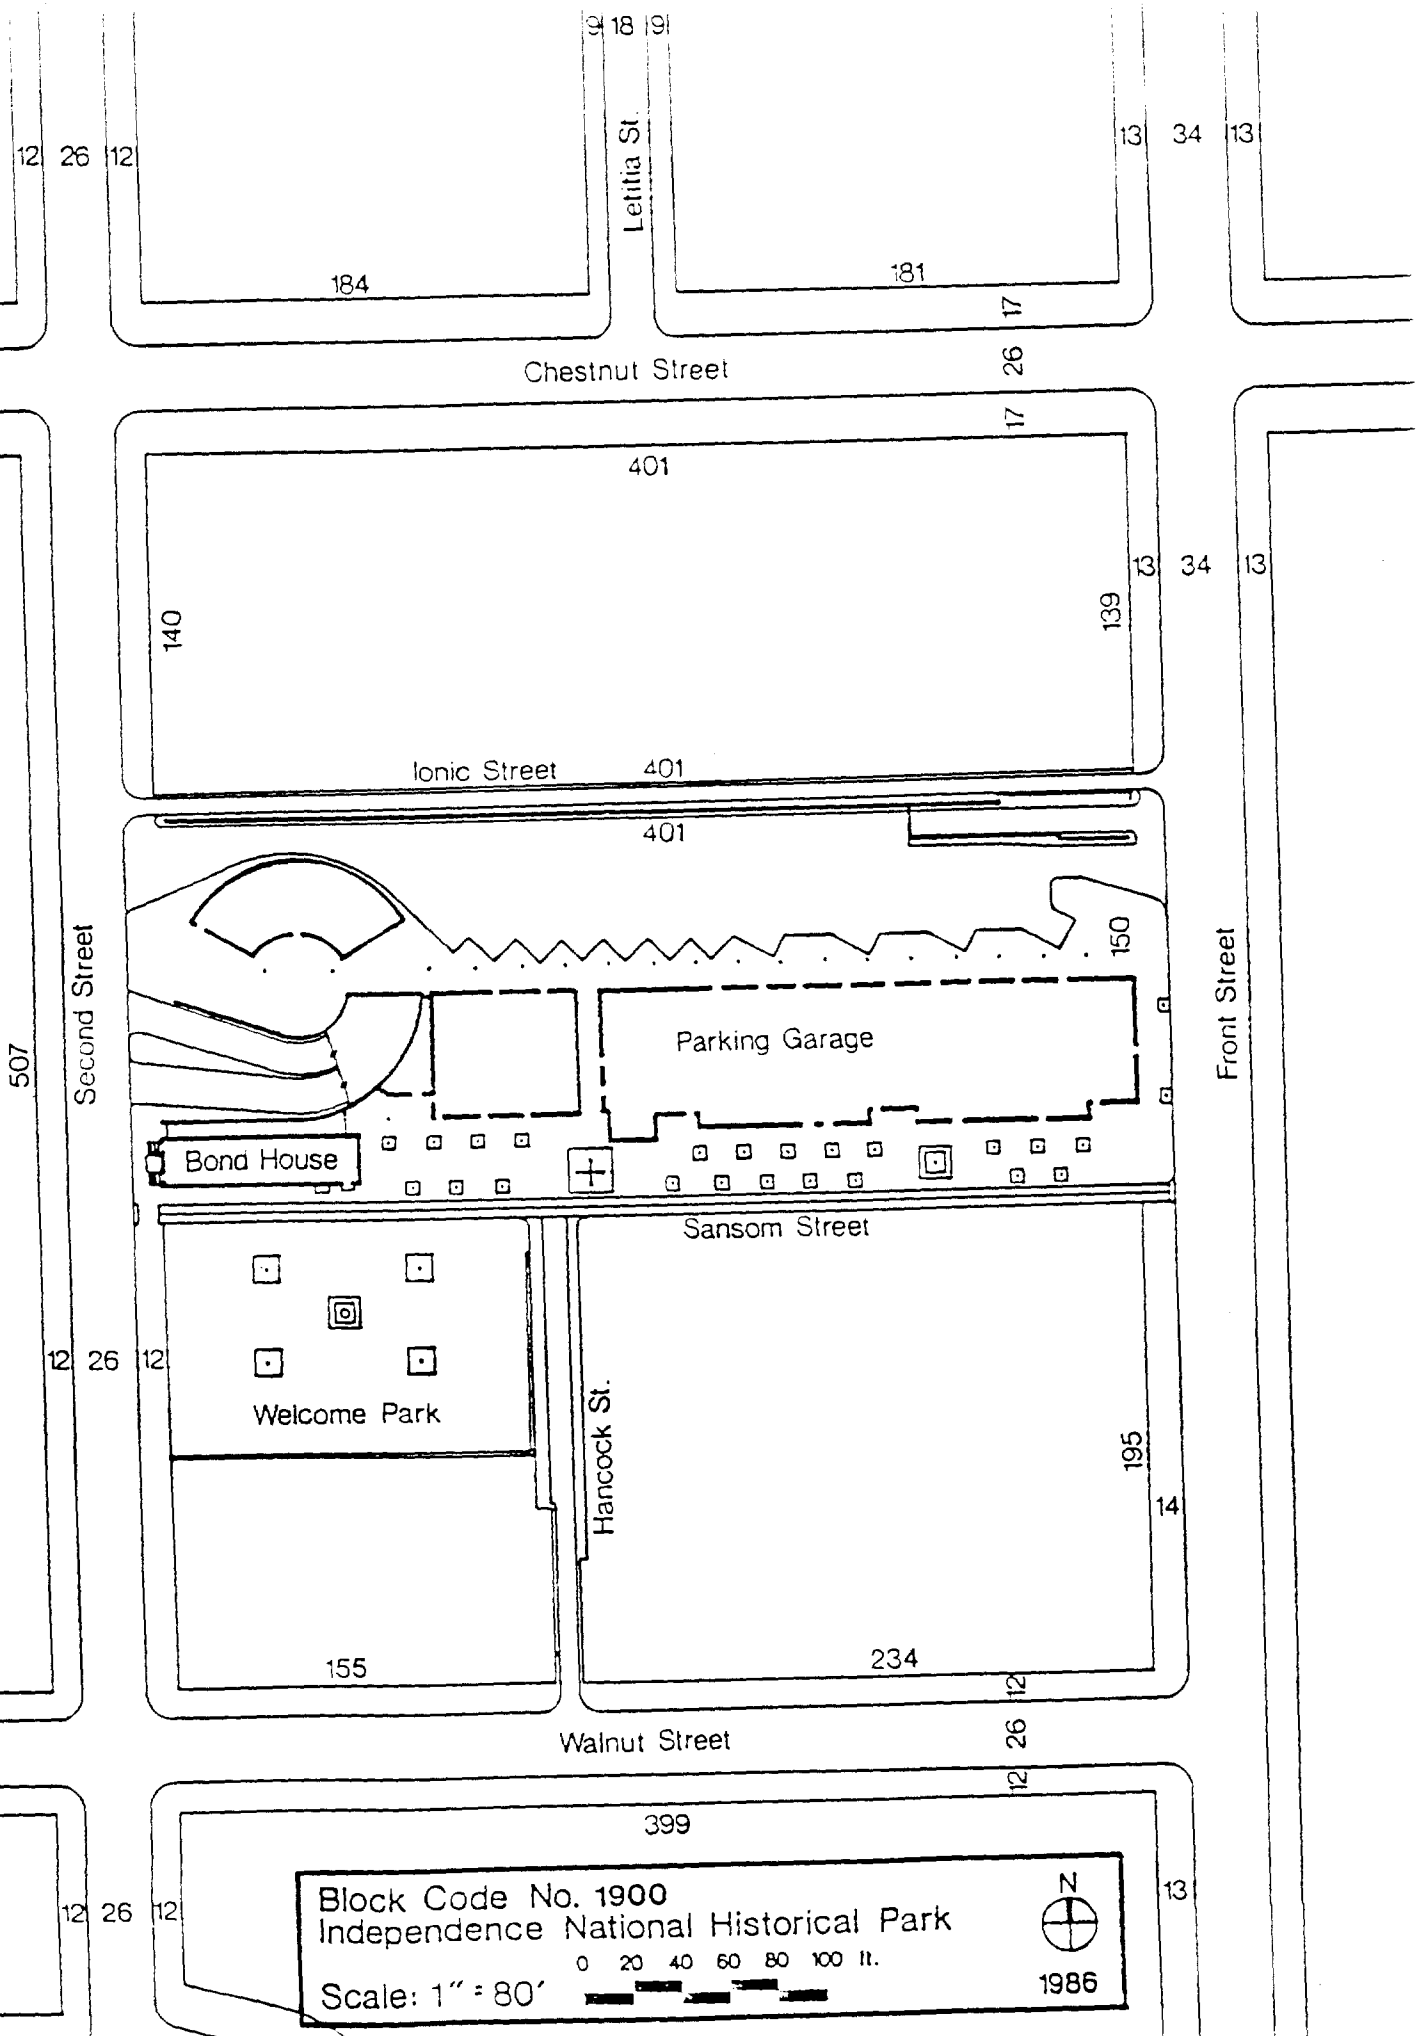 9 18 9
Letitia St.
12 26 12
13 34 13
184
181
17
26
17
Chestnut Street
401
140
139
13 34 13
Ionic Street 401
401
150
Second Street
507
Front Street
Parking Garage
Bond House
Sansom Street
12 26 12
Welcome Park
Hancock St.
195
14
155
234
12
26
12
Walnut Street
399
12 26 12
13
Block Code No. 1900
Independence National Historical Park
0 20 40 60 80 100 ft.
Scale: 1" = 80'
N
1986